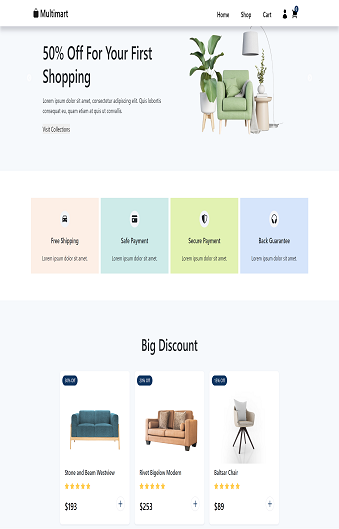 Multimart
Home Shop Cart
50% Off For Your First
Shopping
Lorem ipsum dolor sit amet, consectetur adipiscing elit. Quis lobortis
consequat eu, quam etiam at quis ut convallis.
Visit Collections
Free Shipping
Lorem ipsum dolor sit amet.
Safe Payment
Lorem ipsum dolor sit amet.
Secure Payment
Lorem ipsum dolor sit amet.
Back Guarantee
Lorem ipsum dolor sit amet.
Big Discount
30% Off
Stone and Beam Westview
$193
20% Off
Rivet Bigelow Modern
$253
15% Off
Baltsar Chair
$89